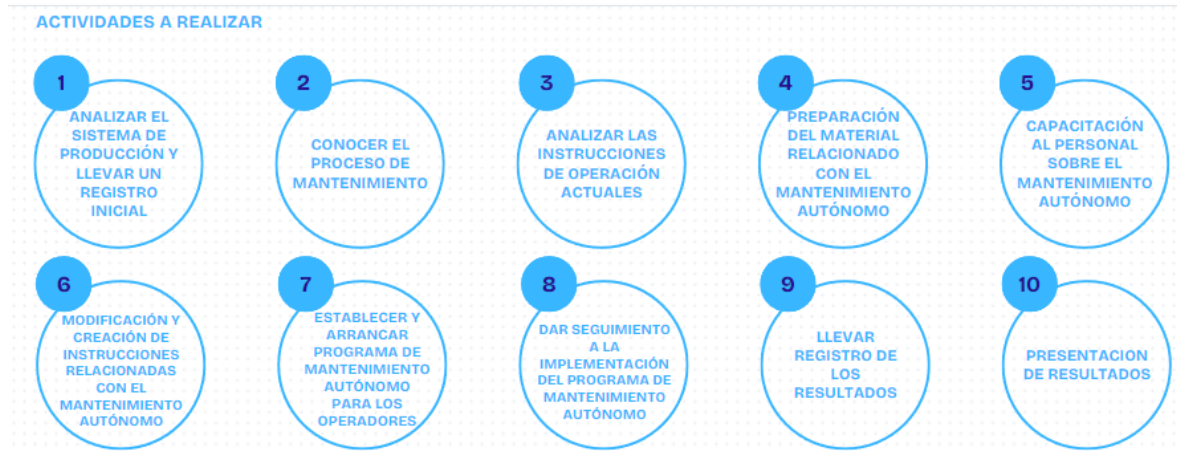 ACTIVIDADES A REALIZAR
1
ANALIZAR EL
SISTEMA DE
PRODUCCIÓN Y
LLEVAR UN
REGISTRO
INICIAL
2
CONOCER EL
PROCESO DE
MANTENIMIENTO
3
ANALIZAR LAS
INSTRUCCIONES
DE OPERACIÓN
ACTUALES
4
PREPARACIÓN
DEL MATERIAL
RELACIONADO
CON EL
MANTENIMIENTO
AUTÓNOMO
5
CAPACITACIÓN
AL PERSONAL
SOBRE EL
MANTENIMIENTO
AUTÓNOMO
6
MODIFICACIÓN Y
CREACIÓN DE
INSTRUCCIONES
RELACIONADAS
CON EL
MANTENIMIENTO
AUTÓNOMO
7
ESTABLECER Y
ARRANCAR
PROGRAMA DE
MANTENIMIENTO
AUTÓNOMO
PARA LOS
OPERADORES
8
DAR SEGUIMIENTO
A LA
IMPLEMENTACIÓN
DEL PROGRAMA DE
MANTENIMIENTO
AUTÓNOMO
9
LLEVAR
REGISTRO DE
LOS
RESULTADOS
10
PRESENTACION
DE RESULTADOS